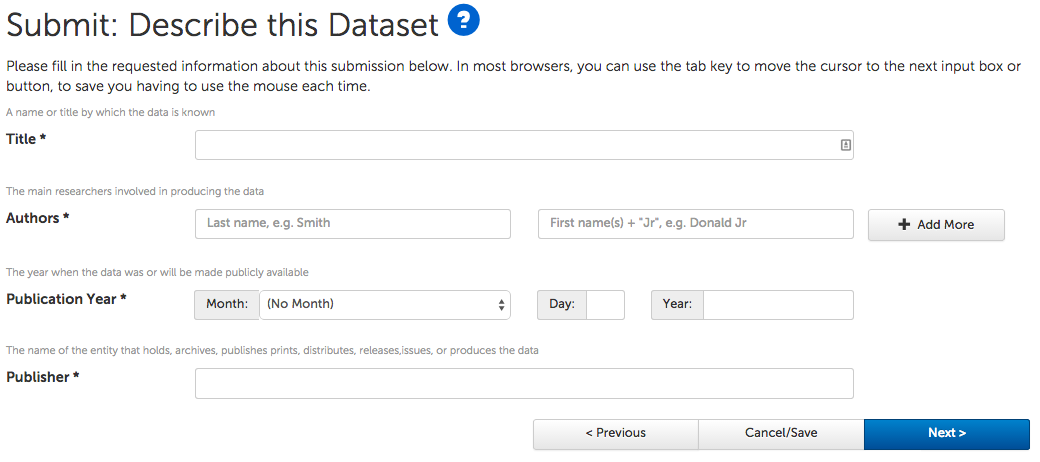 Submit: Describe this Dataset ?
Please fill in the requested information about this submission below. In most browsers, you can use the tab key to move the cursor to the next input box or
button, to save you having to use the mouse each time.
A name or title by which the data is known
Title *
The main researchers involved in producing the data
Authors * Last name, e.g. Smith First name(s) + "Jr", e.g. Donald Jr + Add More
The year when the data was or will be made publicly available
Publication Year * Month: (No Month) Day: Year:
The name of the entity that holds, archives, publishes prints, distributes, releases,issues, or produces the data
Publisher *
< Previous Cancel/Save Next >